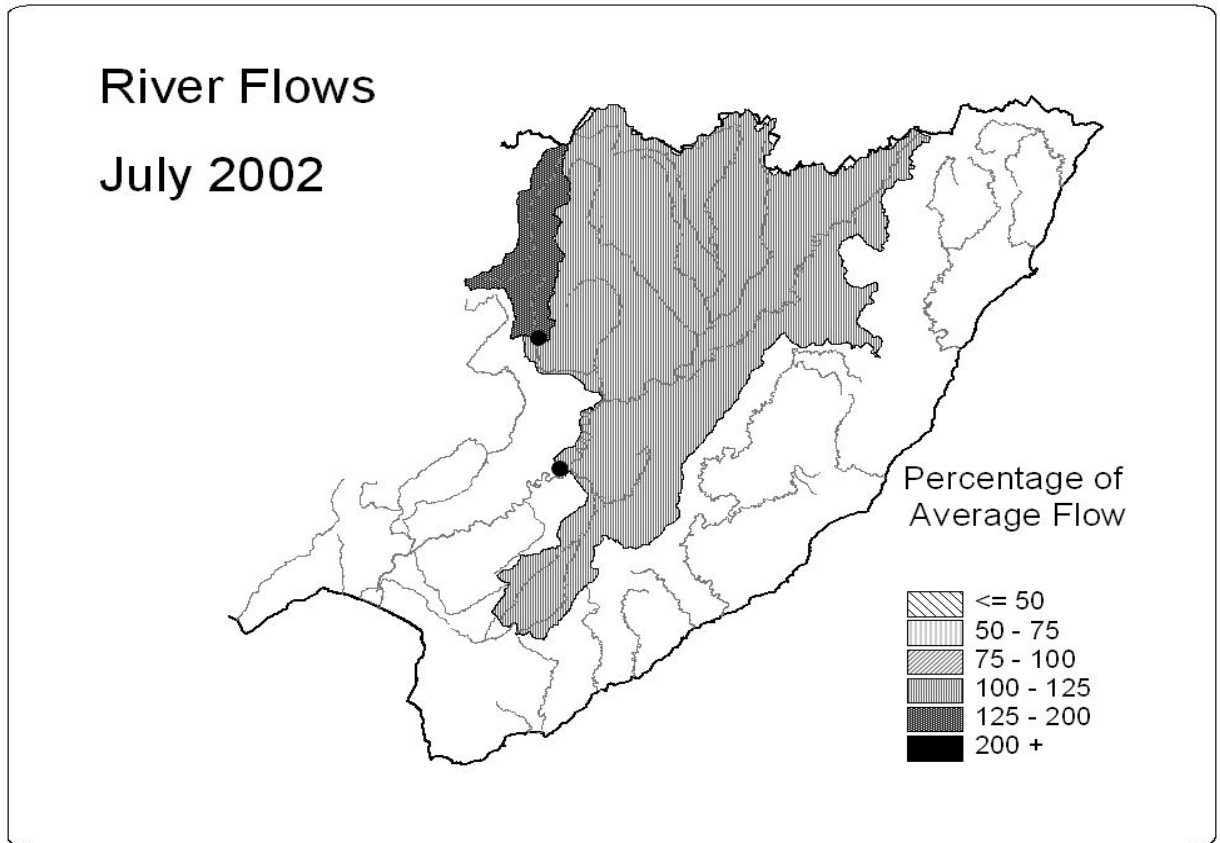 River Flows
July 2002
Percentage of
Average Flow
<= 50
50 - 75
75 - 100
100 - 125
125 - 200
200 +